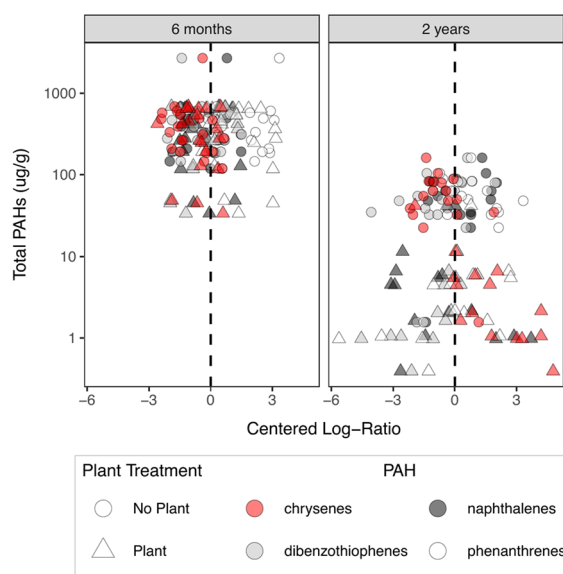 6 months 2 years
Total PAHs (ug/g)
1000
100
10
1
−6 −3 0 3 −6 −3 0 3
Centered Log−Ratio
Plant Treatment PAH
No Plant chrysenes naphthalenes
Plant dibenzothiophenes phenanthrenes